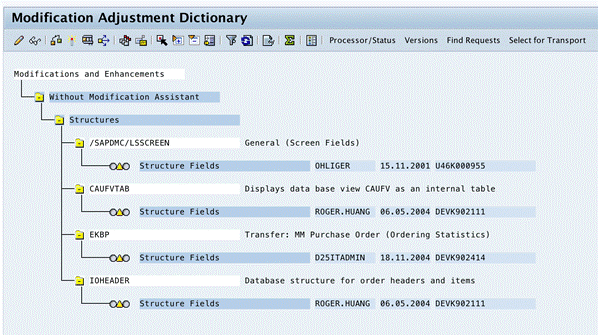 Modification Adjustment Dictionary
Processor/Status Versions Find Requests Select for Transport
Modifications and Enhancements
Without Modification Assistant
Structures
/SAPDMC/LSSCREEN General (Screen Fields)
Structure Fields OHLIGER 15.11.2001 U46K000955
CAUFVTAB Displays data base view CAUFV as an internal table
Structure Fields ROGER.HUANG 06.05.2004 DEVK902111
EKBP Transfer: MM Purchase Order (Ordering Statistics)
Structure Fields D25ITADMIN 18.11.2004 DEVK902414
IOHEADER Database structure for order headers and items
Structure Fields ROGER.HUANG 06.05.2004 DEVK902111